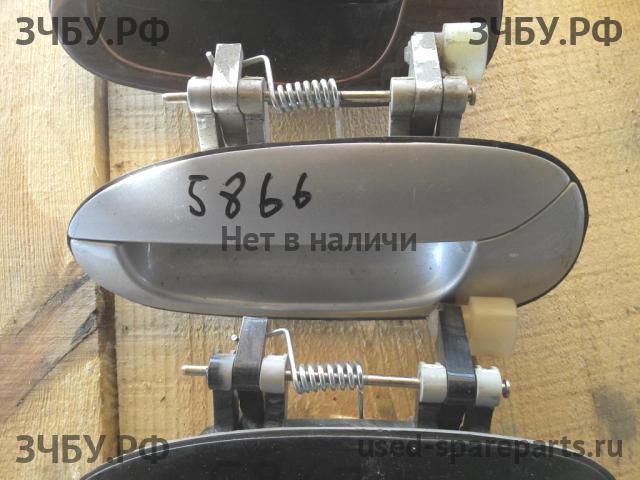 ЗЧБУ.РФ ЗЧБУ.РФ
5866
Нет в наличи
ЗЧБУ.РФ used-spareparts.ru